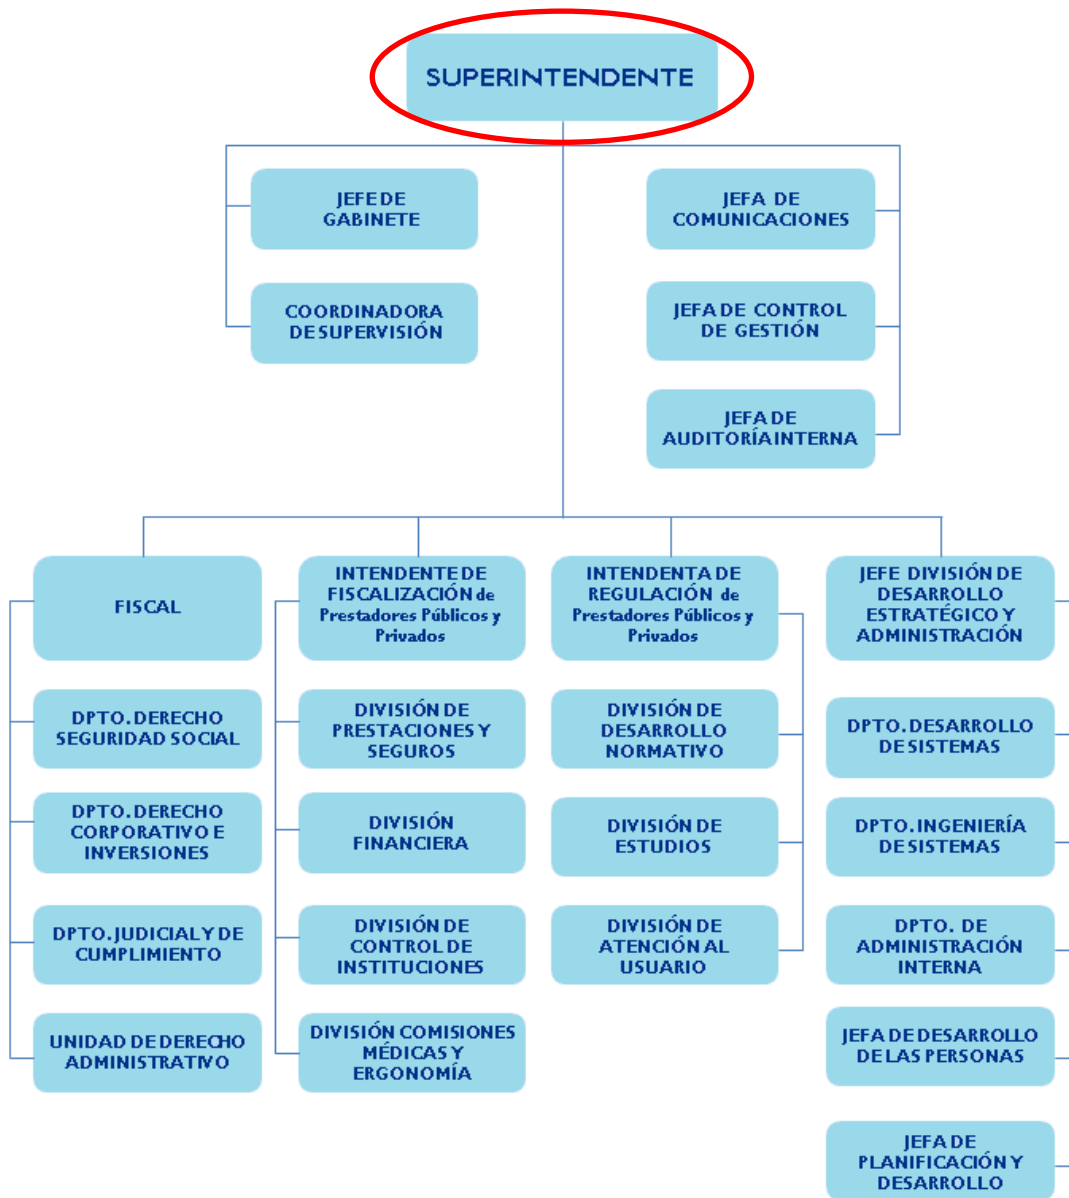 SUPERINTENDENTE
JEFE DE
GABINETE
JEFA DE
COMUNICACIONES
COORDINADORA
DE SUPERVISIÓN
JEFA DE CONTROL
DE GESTIÓN
JEFA DE
AUDITORÍA INTERNA
FISCAL
INTENDENTE DE
FISCALIZACIÓN de
Prestadores Públicos y
Privados
INTENDENTA DE
REGULACIÓN de
Prestadores Públicos y
Privados
JEFE DIVISIÓN DE
DESARROLLO
ESTRATÉGICO Y
ADMINISTRACIÓN
DPTO. DERECHO
SEGURIDAD SOCIAL
DIVISIÓN DE
PRESTACIONES Y
SEGUROS
DIVISIÓN DE
DESARROLLO
NORMATIVO
DPTO. DESARROLLO
DE SISTEMAS
DPTO. DERECHO
CORPORATIVO E
INVERSIONES
DIVISIÓN
FINANCIERA
DIVISIÓN DE
ESTUDIOS
DPTO. INGENIERÍA
DE SISTEMAS
DPTO. JUDICIAL Y DE
CUMPLIMIENTO
DIVISIÓN DE
CONTROL DE
INSTITUCIONES
DIVISIÓN DE
ATENCIÓN AL
USUARIO
DPTO. DE
ADMINISTRACIÓN
INTERNA
UNIDAD DE DERECHO
ADMINISTRATIVO
DIVISIÓN COMISIONES
MÉDICAS Y
ERGONOMÍA
JEFA DE DESARROLLO
DE LAS PERSONAS
JEFA DE
PLANIFICACIÓN Y
DESARROLLO